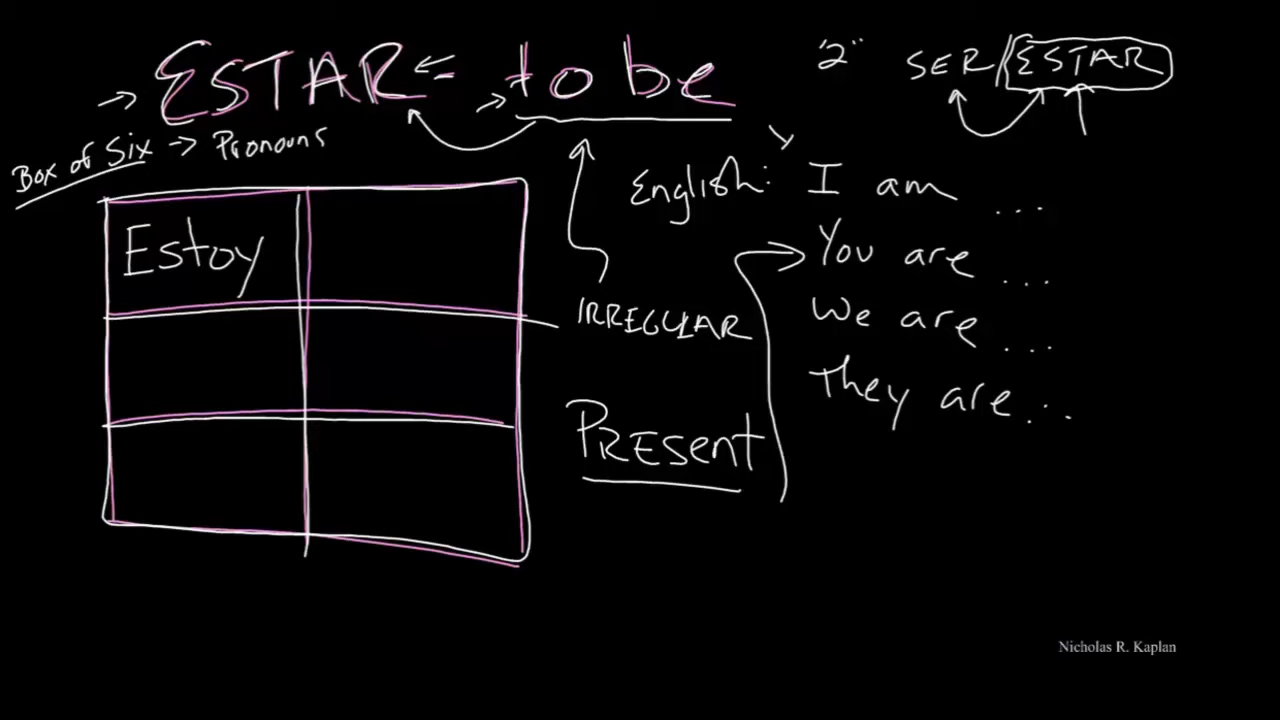 ESTAR = to be
"2" SER/ESTAR
Box of Six → Pronouns
English: I am ...
You are ...
We are ...
They are ...
Estoy
IRREGULAR
PRESent
Nicholas R. Kaplan